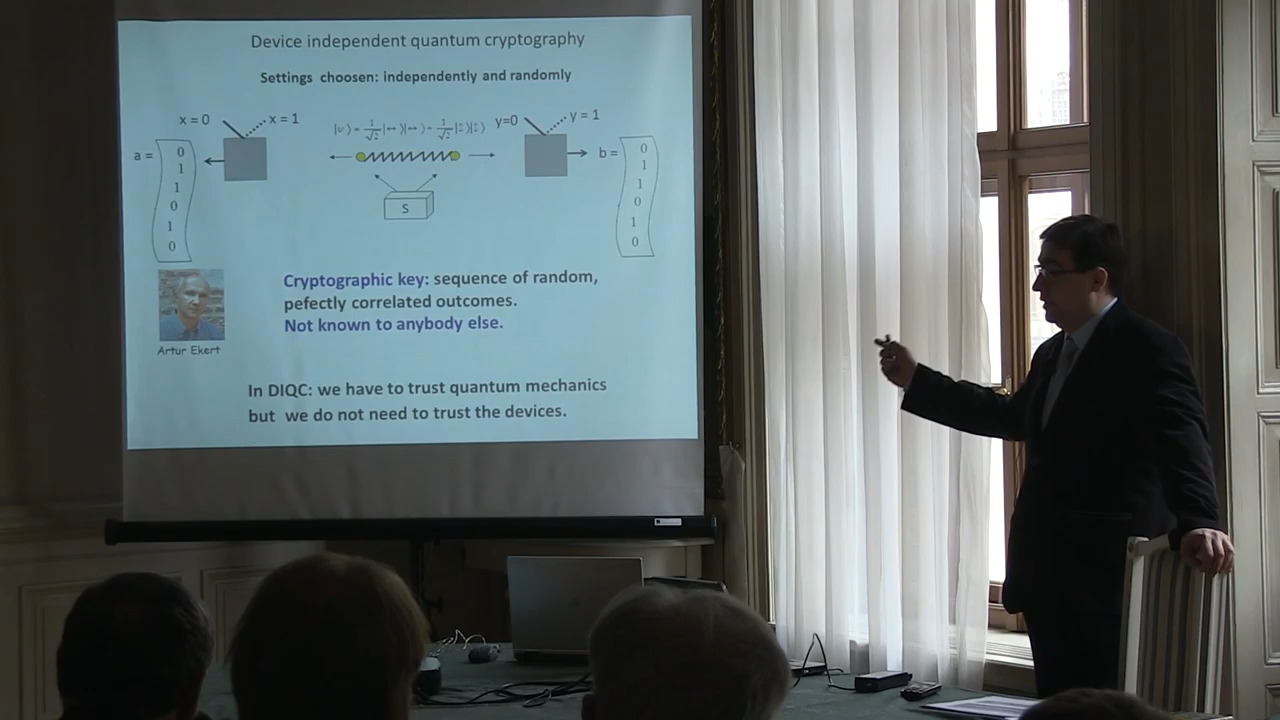 Device independent quantum cryptography
Settings choosen: independently and randomly
x = 0
x = 1
y=0
y = 1
a =
0
1
1
0
1
0
S
b =
0
1
1
0
1
0
Cryptographic key: sequence of random,
pefectly correlated outcomes.
Not known to anybody else.
Artur Ekert
In DIQC: we have to trust quantum mechanics
but we do not need to trust the devices.